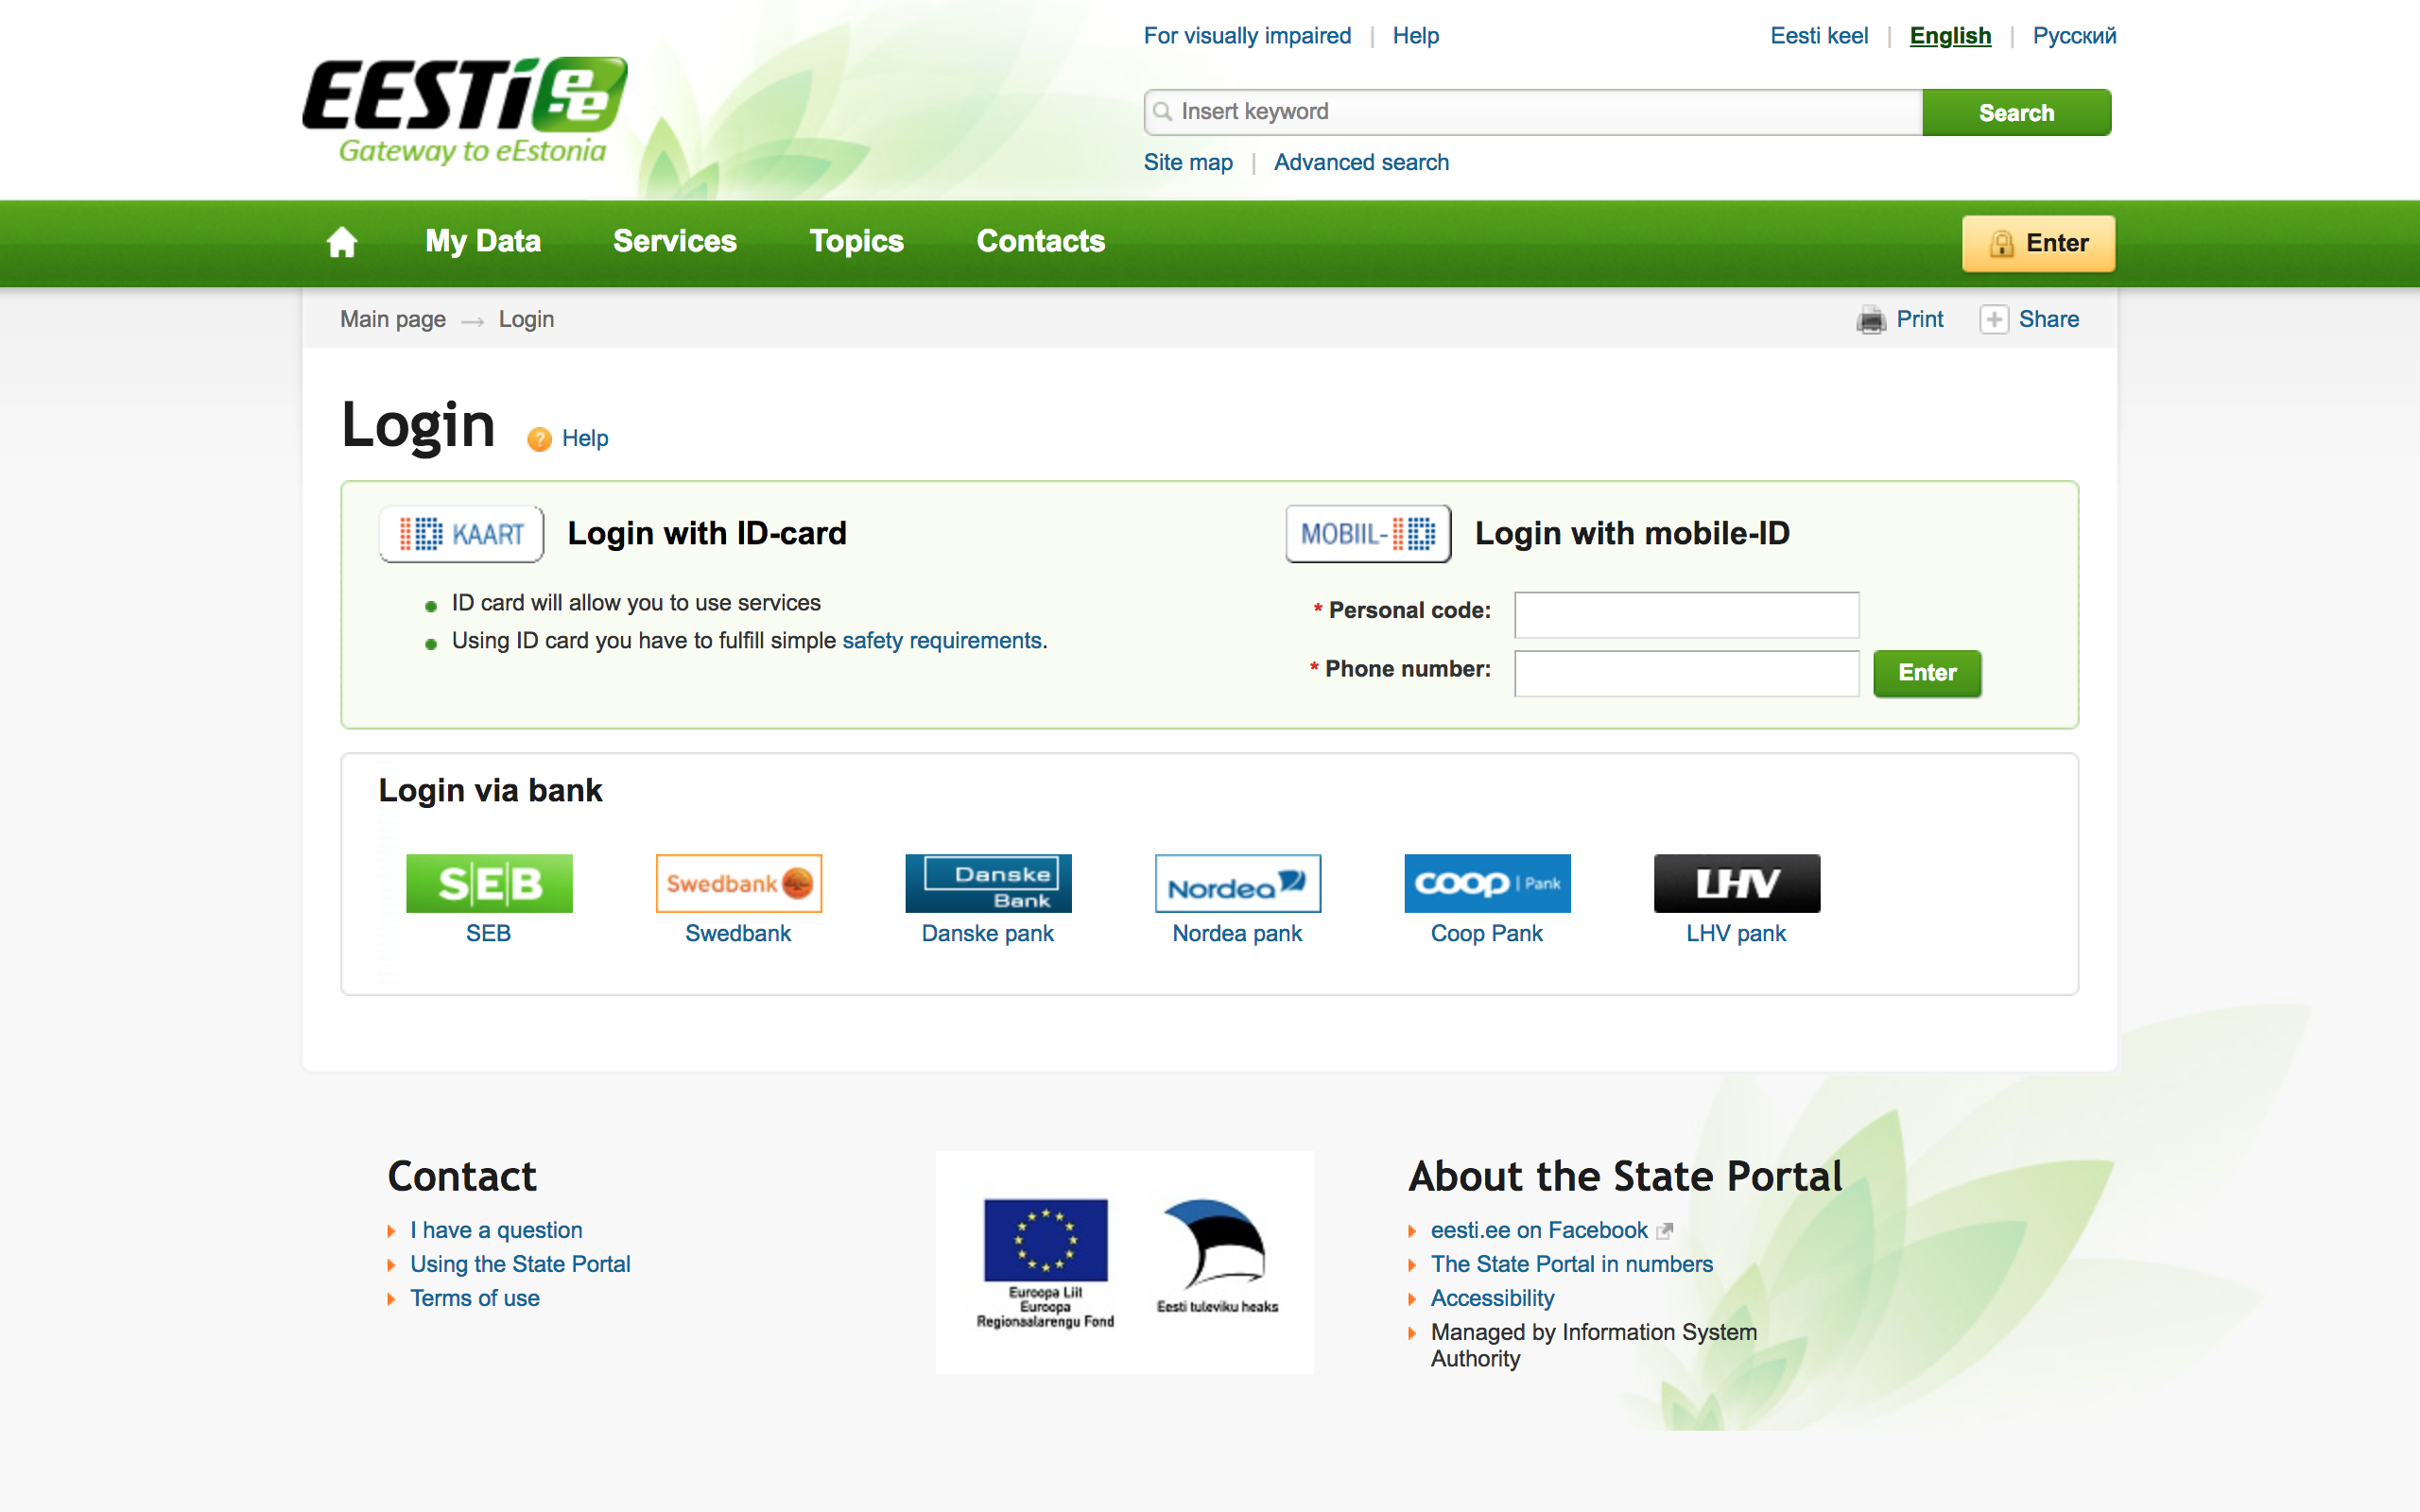 For visually impaired | Help
Eesti keel | English | Русский
EESTi.ee
Gateway to eEstonia
Insert keyword
Search
Site map | Advanced search
My Data
Services
Topics
Contacts
Enter
Main page → Login
Print
Share
Login
Help
ID KAART
Login with ID-card
ID card will allow you to use services
Using ID card you have to fulfill simple safety requirements.
MOBIIL-ID
Login with mobile-ID
* Personal code:
* Phone number:
Enter
Login via bank
S|E|B
Swedbank
Danske
Bank
Nordea
coop | Pank
LHV
SEB
Swedbank
Danske pank
Nordea pank
Coop Pank
LHV pank
Contact
I have a question
Using the State Portal
Terms of use
Euroopa Liit
Euroopa
Regionaalarengu Fond
Eesti tuleviku heaks
About the State Portal
eesti.ee on Facebook
The State Portal in numbers
Accessibility
Managed by Information System
Authority